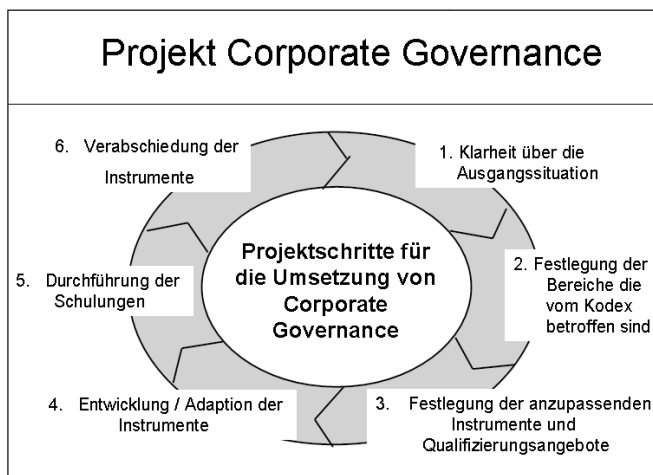 Projekt Corporate Governance
6. Verabschiedung der
Instrumente
1. Klarheit über die
Ausgangssituation
Projektschritte für
die Umsetzung von
Corporate
Governance
2. Festlegung der
Bereiche die
vom Kodex
betroffen sind
5. Durchführung der
Schulungen
4. Entwicklung / Adaption der
Instrumente
3. Festlegung der anzupassenden
Instrumente und
Qualifizierungsangebote